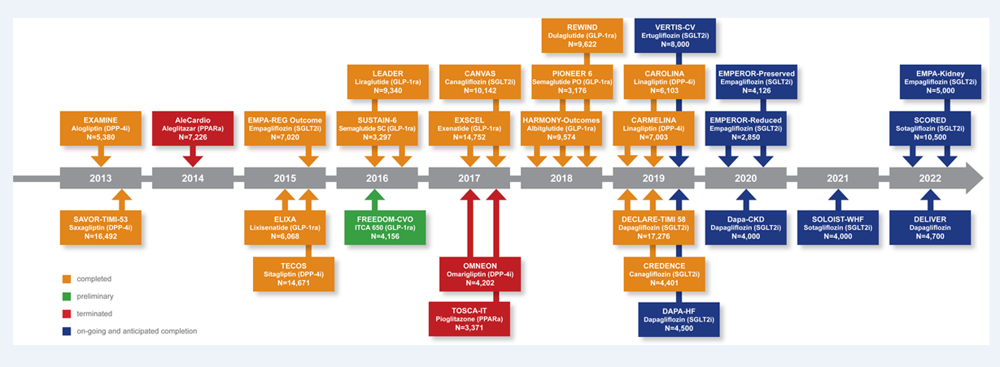 REWIND
Dulaglutide (GLP-1ra)
N=9,622
VERTIS-CV
Ertugliflozin (SGLT2i)
N=8,000
LEADER
Liraglutide (GLP-1ra)
N=9,340
CANVAS
Canagliflozin (SGLT2i)
N=10,142
PIONEER 6
Semaglutide PO (GLP-1ra)
N=3,176
CAROLINA
Linagliptin (DPP-4i)
N=6,103
EMPEROR-Preserved
Empagliflozin (SGLT2i)
N=4,126
EMPA-Kidney
Empagliflozin (SGLT2i)
N=5,000
EXAMINE
Alogliptin (DPP-4i)
N=5,380
AleCardio
Aleglitazar (PPARa)
N=7,226
EMPA-REG Outcome
Empagliflozin (SGLT2i)
N=7,020
SUSTAIN-6
Semaglutide SC (GLP-1ra)
N=3,297
EXSCEL
Exenatide (GLP-1ra)
N=14,752
HARMONY-Outcomes
Albitglutide (GLP-1ra)
N=9,574
CARMELINA
Linagliptin (DPP-4i)
N=7,003
EMPEROR-Reduced
Empagliflozin (SGLT2i)
N=2,850
SCORED
Sotagliflozin (SGLT2i)
N=10,500
2013
2014
2015
2016
2017
2018
2019
2020
2021
2022
SAVOR-TIMI-53
Saxagliptin (DPP-4i)
N=16,492
ELIXA
Lixisenatide (GLP-1ra)
N=6,068
FREEDOM-CVO
ITCA 650 (GLP-1ra)
N=4,156
DECLARE-TIMI 58
Dapagliflozin (SGLT2i)
N=17,276
Dapa-CKD
Dapagliflozin (SGLT2i)
N=4,000
SOLOIST-WHF
Sotagliflozin (SGLT2i)
N=4,000
DELIVER
Dapagliflozin
N=4,700
TECOS
Sitagliptin (DPP-4i)
N=14,671
OMNEON
Omarigliptin (DPP-4i)
N=4,202
CREDENCE
Canagliflozin (SGLT2i)
N=4,401
TOSCA-IT
Pioglitazone (PPARa)
N=3,371
DAPA-HF
Dapagliflozin (SGLT2i)
N=4,500
completed
preliminary
terminated
on-going and anticipated completion